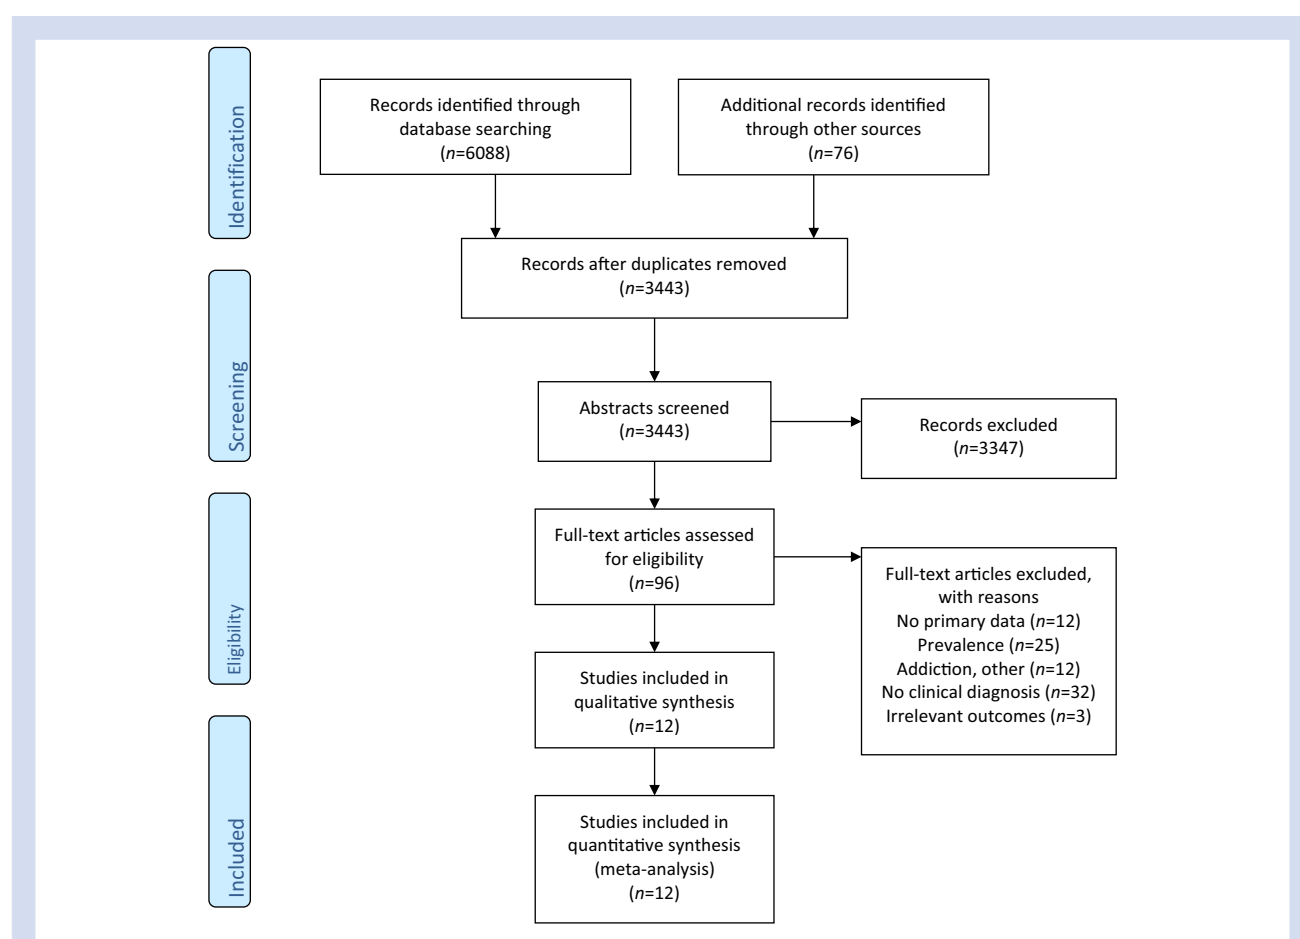 Identification
Records identified through
database searching
(n=6088)
Additional records identified
through other sources
(n=76)
Records after duplicates removed
(n=3443)
Screening
Abstracts screened
(n=3443)
Records excluded
(n=3347)
Eligibility
Full-text articles assessed
for eligibility
(n=96)
Full-text articles excluded,
with reasons
No primary data (n=12)
Prevalence (n=25)
Addiction, other (n=12)
No clinical diagnosis (n=32)
Irrelevant outcomes (n=3)
Studies included in
qualitative synthesis
(n=12)
Included
Studies included in
quantitative synthesis
(meta-analysis)
(n=12)